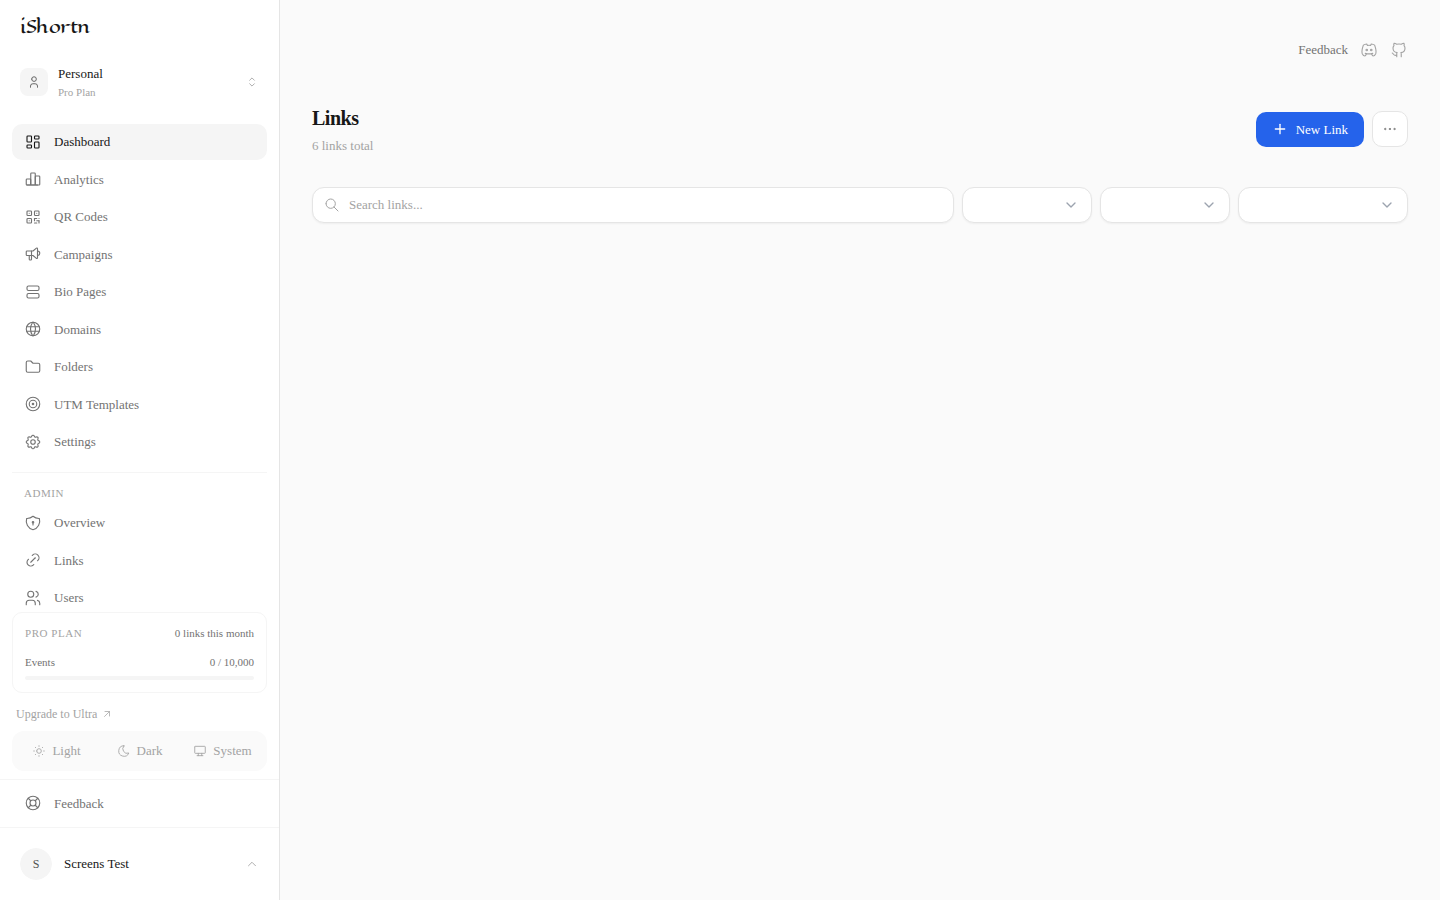 iShortn
Personal
Pro Plan
Dashboard
Analytics
QR Codes
Campaigns
Bio Pages
Domains
Folders
UTM Templates
Settings
ADMIN
Overview
Links
Users
PRO PLAN 0 links this month
Events 0 / 10,000
Upgrade to Ultra
Light Dark System
Feedback
S Screens Test
Feedback
Links
6 links total
New Link
Search links...